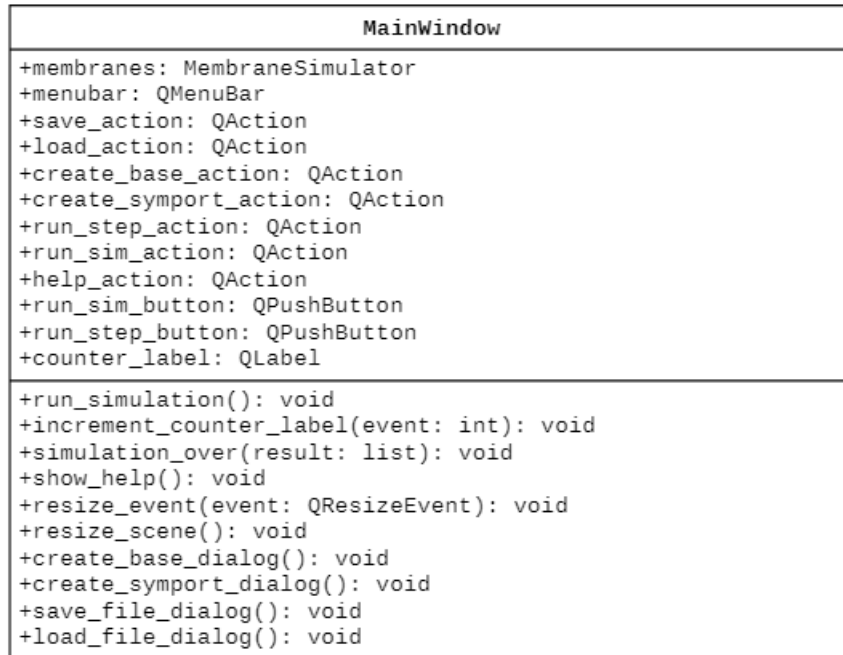 MainWindow
+membranes: MembraneSimulator
+menubar: QMenuBar
+save_action: QAction
+load_action: QAction
+create_base_action: QAction
+create_symport_action: QAction
+run_step_action: QAction
+run_sim_action: QAction
+help_action: QAction
+run_sim_button: QPushButton
+run_step_button: QPushButton
+counter_label: QLabel
+run_simulation(): void
+increment_counter_label(event: int): void
+simulation_over(result: list): void
+show_help(): void
+resize_event(event: QResizeEvent): void
+resize_scene(): void
+create_base_dialog(): void
+create_symport_dialog(): void
+save_file_dialog(): void
+load_file_dialog(): void